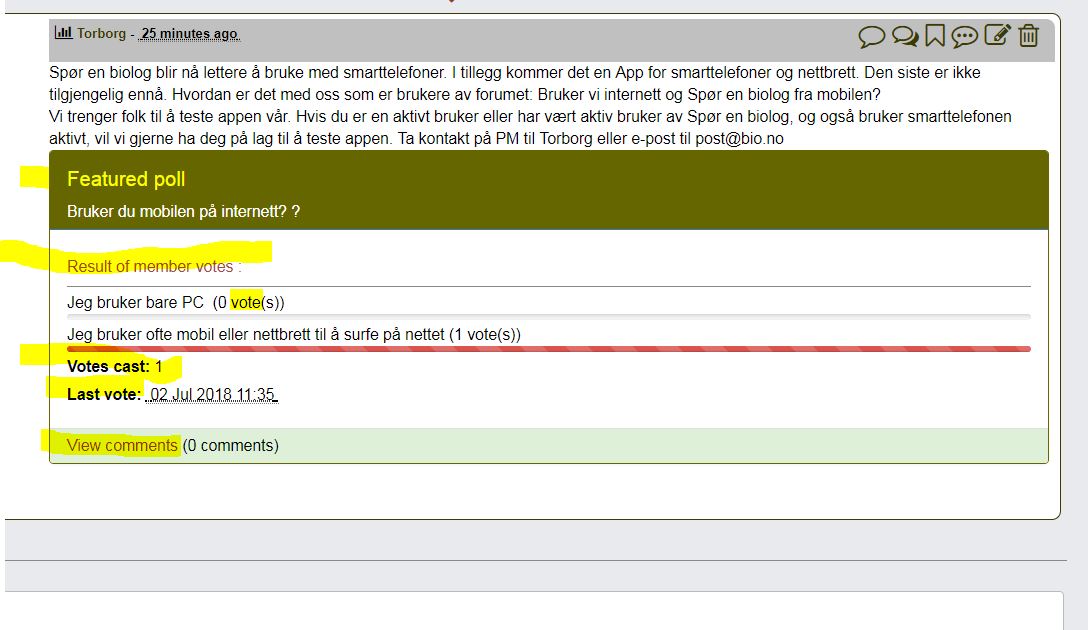 Torborg - 25 minutes ago
Spør en biolog blir nå lettere å bruke med smarttelefoner. I tillegg kommer det en App for smarttelefoner og nettbrett. Den siste er ikke
tilgjengelig ennå. Hvordan er det med oss som er brukere av forumet: Bruker vi internett og Spør en biolog fra mobilen?
Vi trenger folk til å teste appen vår. Hvis du er en aktivt bruker eller har vært aktiv bruker av Spør en biolog, og også bruker smarttelefonen
aktivt, vil vi gjerne ha deg på lag til å teste appen. Ta kontakt på PM til Torborg eller e-post til post@bio.no
Featured poll
Bruker du mobilen på internett? ?
Result of member votes :
Jeg bruker bare PC (0 vote(s))
Jeg bruker ofte mobil eller nettbrett til å surfe på nettet (1 vote(s))
Votes cast: 1
Last vote: 02 Jul 2018 11:35
View comments (0 comments)